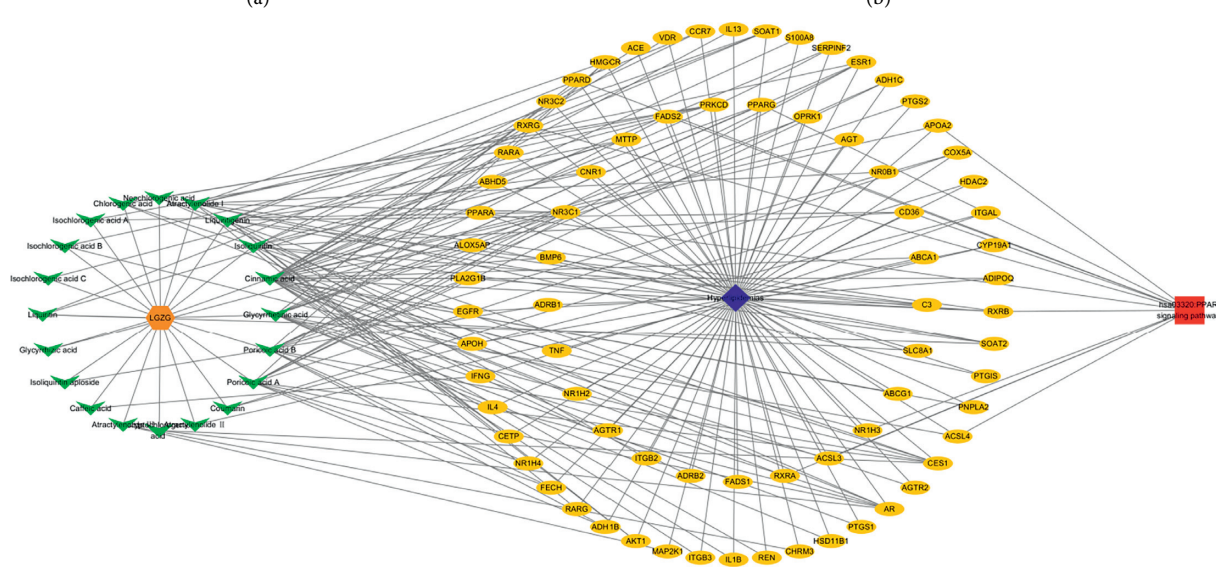 (a) (b)
IL13
CCR7
SOAT1
VDR
S100A8
ACE
SERPINF2
HMGCR
ESR1
PPARD
ADH1C
NR3C2
PTGS2
PRKCD
PPARG
FADS2
OPRK1
RXRG
APOA2
MTTP
AGT
RARA
COX5A
CNR1
NR0B1
ABHD5
HDAC2
Neochlorogenic acid
Chlorogenic acid
Atractylenolide I
PPARA
NR3C1
CD36
ITGAL
Isochlorogenic acid A
Liquiritigenin
Isochlorogenic acid B
Isoliquiritin
ALOX5AP
CYP19A1
BMP6
ABCA1
Isochlorogenic acid C
Cinnamic acid
PLA2G1B
ADIPOQ
Hyperlipidemias
ADRB1
C3
hsa03320:PPAR
signaling pathwa
Liquiritin
LGZG
Glycyrrhetinic acid
EGFR
RXRB
APOH
SOAT2
Glycyrrhizic acid
Poricoic acid B
TNF
SLC8A1
IFNG
PTGIS
Isoliquiritin apioside
Poricoic acid A
NR1H2
ABCG1
Caffeic acid
Coumarin
IL4
PNPLA2
Atractylenolide II
acid
CETP
AGTR1
NR1H3
ACSL4
NR1H4
ITGB2
ACSL3
CES1
FECH
ADRB2
FADS1
RXRA
AGTR2
RARG
AR
ADH1B
PTGS1
AKT1
HSD11B1
MAP2K1
CHRM3
ITGB3
IL1B
REN